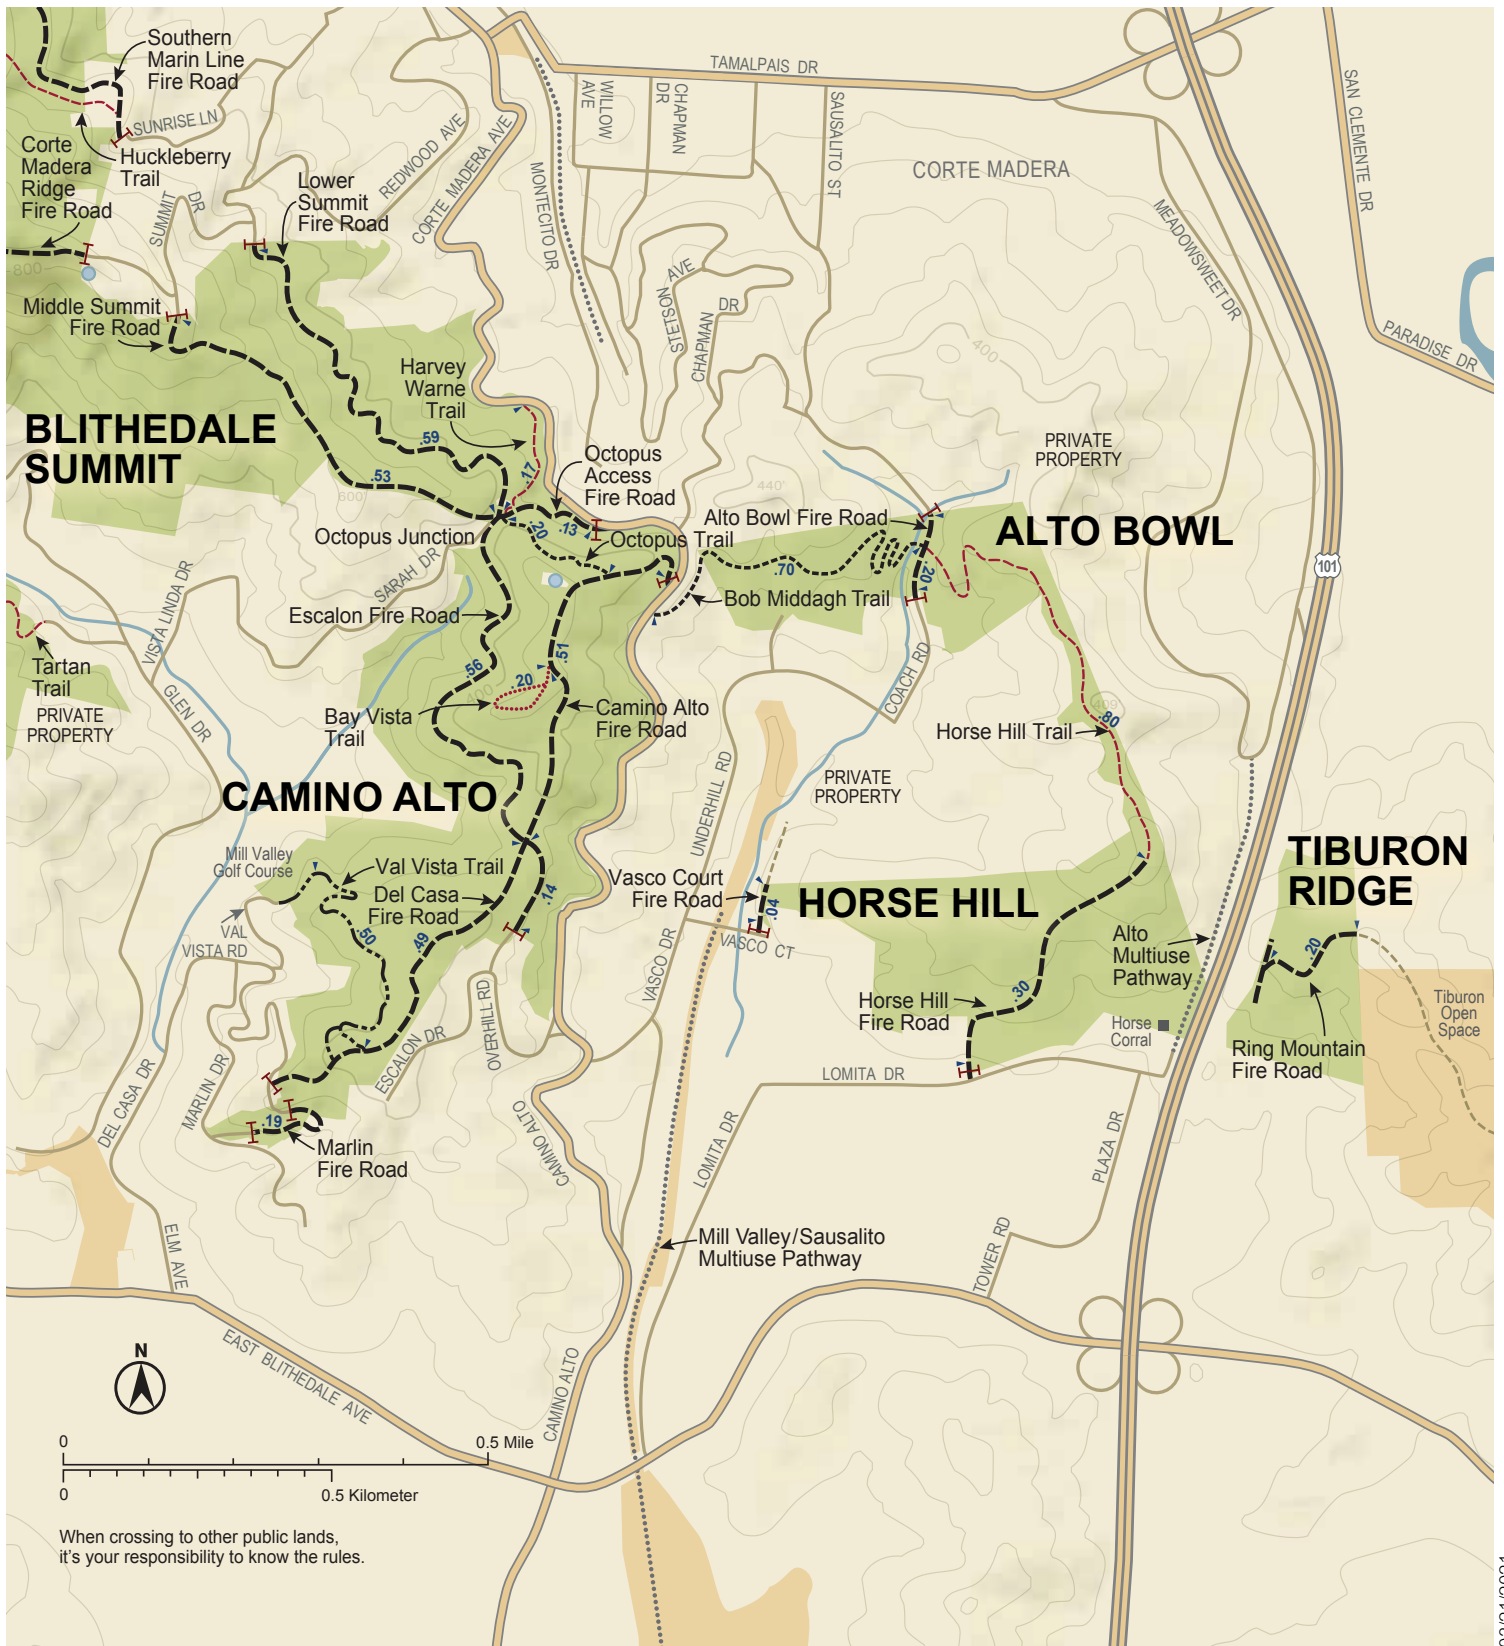 Southern
Marin Line
Fire Road
SUNRISE LN
Corte
Madera
Ridge
Fire Road
Huckleberry
Trail
SUMMIT
DR
Lower
Summit
Fire Road
REDWOOD AVE
CORTE MADERA AVE
MONTECITO DR
WILLOW
AVE
CHAPMAN
DR
SAUSALITO ST
TAMALPAIS DR
CORTE MADERA
SAN CLEMENTE DR
MEADOWSWEET DR
PARADISE DR
800
Middle Summit
Fire Road
STETSON
AVE
CHAPMAN
DR
400
Harvey
Warne
Trail
BLITHEDALE
SUMMIT
.59
.53
.17
600'
Octopus
Access
Fire Road
440'
PRIVATE
PROPERTY
Octopus Junction
.20
.13
Octopus Trail
Alto Bowl Fire Road
ALTO BOWL
101
SARAH DR
.70
.20
Bob Middagh Trail
Escalon Fire Road
VISTA LINDA DR
Tartan
Trail
PRIVATE
PROPERTY
GLEN DR
.56
.51
.20
400
Bay Vista
Trail
Camino Alto
Fire Road
COACH RD
409'
.80
Horse Hill Trail
UNDERHILL RD
PRIVATE
PROPERTY
CAMINO ALTO
Mill Valley
Golf Course
Val Vista Trail
Del Casa
Fire Road
.14
VAL
VISTA RD
.50
.49
Vasco Court
Fire Road
.04
VASCO CT
VASCO DR
HORSE HILL
TIBURON
RIDGE
Alto
Multiuse
Pathway
.20
.30
Horse Hill
Fire Road
Horse
Corral
Tiburon
Open
Space
Ring Mountain
Fire Road
OVERHILL RD
ESCALON DR
LOMITA DR
MARLIN DR
DEL CASA DR
.19
Marlin
Fire Road
CAMINO ALTO
LOMITA DR
PLAZA DR
ELM AVE
Mill Valley/Sausalito
Multiuse Pathway
TOWER RD
EAST BLITHEDALE AVE
CAMINO ALTO
N
0
0.5 Mile
0
0.5 Kilometer
When crossing to other public lands,
it's your responsibility to know the rules.